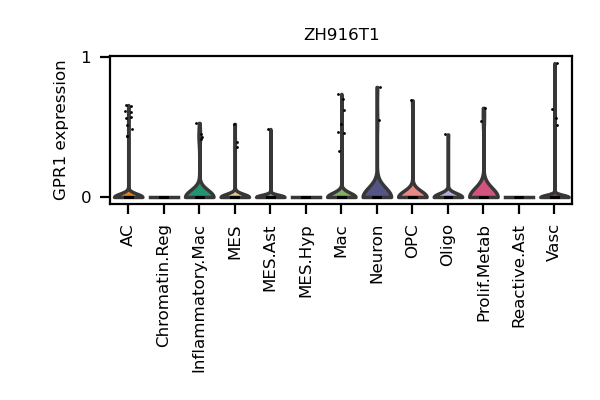 ZH916T1
GPR1 expression
1
0
AC
Chromatin.Reg
Inflammatory.Mac
MES
MES.Ast
MES.Hyp
Mac
Neuron
OPC
Oligo
Prolif.Metab
Reactive.Ast
Vasc